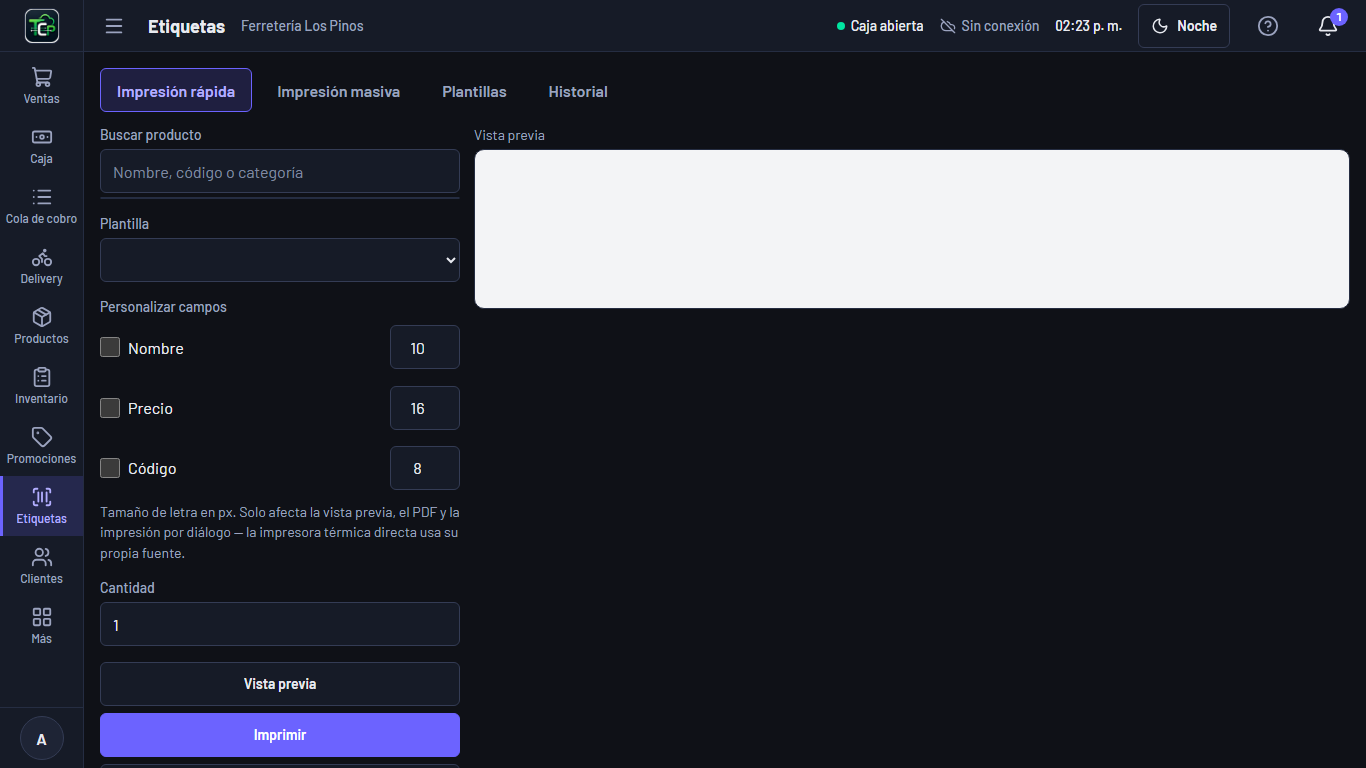 TCP
Etiquetas
Ferretería Los Pinos
Caja abierta
Sin conexión
02:23 p. m.
Noche
1
Ventas
Caja
Cola de cobro
Delivery
Productos
Inventario
Promociones
Etiquetas
Clientes
Más
A
Impresión rápida
Impresión masiva
Plantillas
Historial
Buscar producto
Nombre, código o categoría
Plantilla
Personalizar campos
Nombre
10
Precio
16
Código
8
Tamaño de letra en px. Solo afecta la vista previa, el PDF y la
impresión por diálogo — la impresora térmica directa usa su
propia fuente.
Cantidad
1
Vista previa
Imprimir
Vista previa